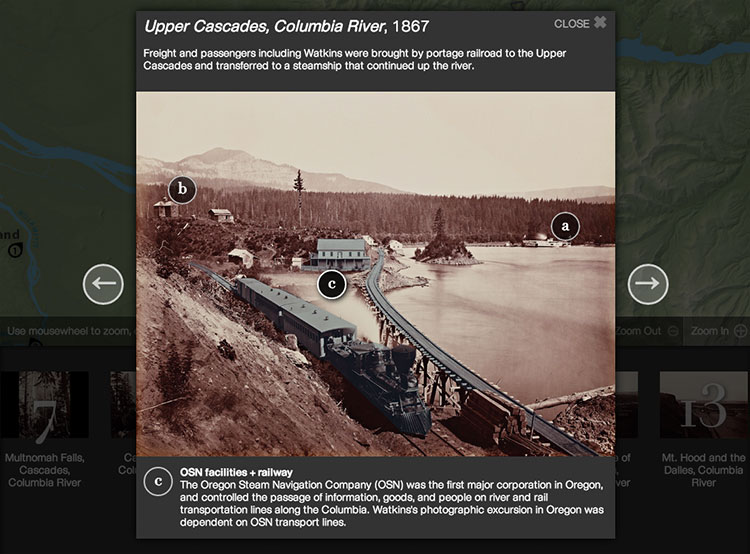 Upper Cascades, Columbia River, 1867
CLOSE ✖
Freight and passengers including Watkins were brought by portage railroad to the Upper
Cascades and transferred to a steamship that continued up the river.
b
a
c
1
Use mousewheel to zoom,
Zoom Out
Zoom In
7
13
Multnomah Falls,
Cascades,
Columbia River
Mt. Hood and the
Dalles, Columbia
River
c
OSN facilities + railway
The Oregon Steam Navigation Company (OSN) was the first major corporation in Oregon,
and controlled the passage of information, goods, and people on river and rail
transportation lines along the Columbia. Watkins's photographic excursion in Oregon was
dependent on OSN transport lines.